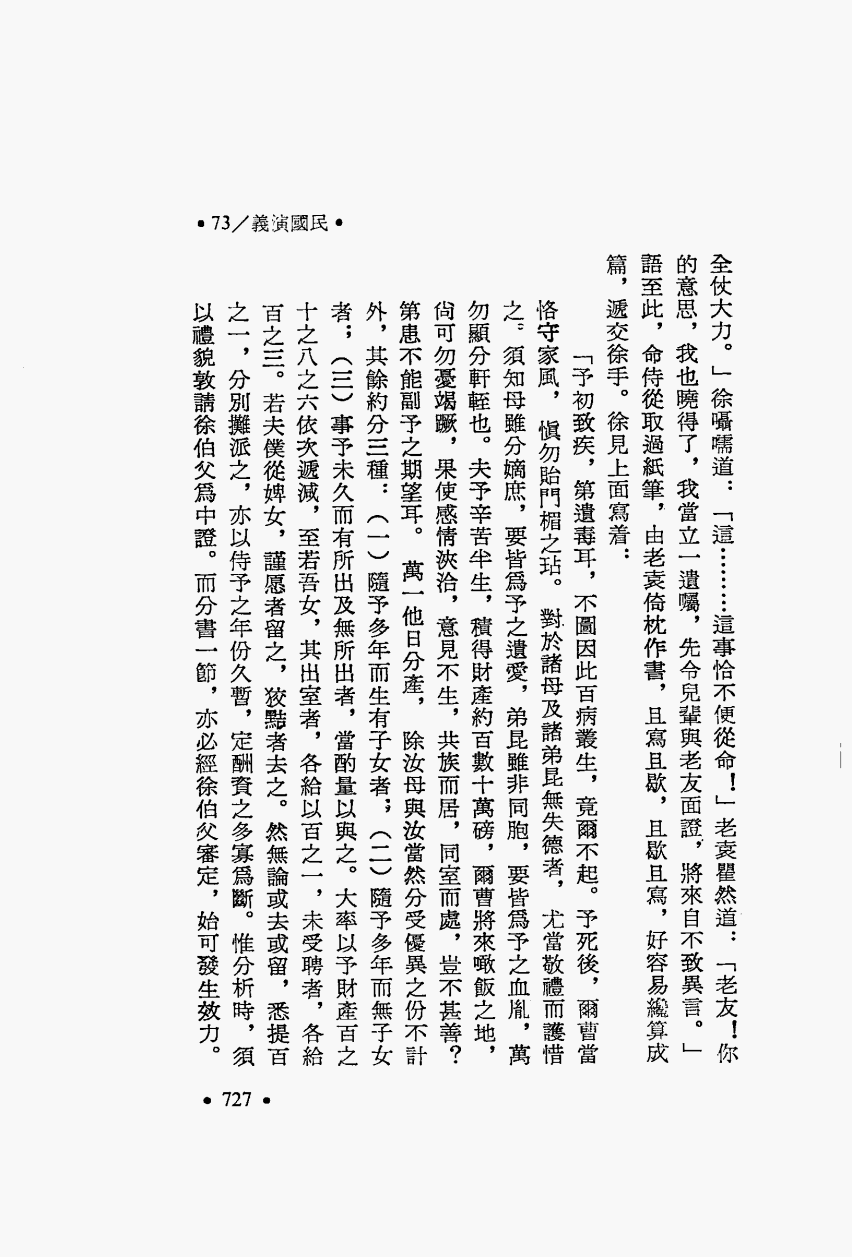 •73／義演國民•
全仗大力。」徐囁嚅道：「這………這事恰不便從命！」老袁瞿然道：「老友！你
的意思，我也曉得了，我當立一遺囑，先令兒輩與老友面證，將來自不致異言。」
語至此，命侍從取過紙筆，由老袁倚枕作書，且寫且歇，且歇且寫，好容易纔算成
篇，遞交徐手。徐見上面寫着：
「予初致疾，第遺毒耳，不圖因此百病叢生，竟爾不起。予死後，爾曹當
恪守家風，慎勿貽門楣之玷。對於諸母及諸弟昆無失德者，尤當敬禮而護惜
之。須知母雖分嫡庶，要皆爲予之遺愛，弟昆雖非同胞，要皆爲予之血胤，萬
勿顯分軒輊也。夫予辛苦半生，積得財產約百數十萬磅，爾曹將來噉飯之地，
尙可勿憂竭蹶，果使感情浹洽，意見不生，共族而居，同室而處，豈不甚善？
第患不能副予之期望耳。萬一他日分產，除汝母與汝當然分受優異之份不計
外，其餘約分三種：（一）隨予多年而生有子女者；（二）隨予多年而無子女
者；（三）事予未久而有所出及無所出者，當酌量以與之。大率以予財產百之
十之八之六依次遞減，至若吾女，其出室者，各給以百之一，未受聘者，各給
百之三。若夫僕從婢女，謹愿者留之，狡黠者去之。然無論或去或留，悉提百
之一，分別攤派之，亦以侍予之年份久暫，定酬資之多寡爲斷。惟分析時，須
以禮貌敦請徐伯父爲中證。而分書一節，亦必經徐伯父審定，始可發生效力。
•727•